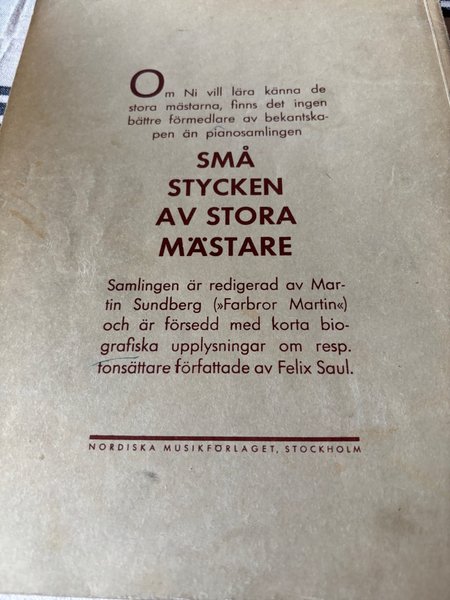 Om Ni vill lära känna de
stora mästarna, finns det ingen
bättre förmedlare av bekantska-
pen än pianosamlingen
SMÅ
STYCKEN
AV STORA
MÄSTARE
Samlingen är redigerad av Mar-
tin Sundberg (»Farbror Martin«)
och är försedd med korta bio-
grafiska upplysningar om resp.
tonsättare författade av Felix Saul.
NORDISKA MUSIKFÖRLAGET, STOCKHOLM